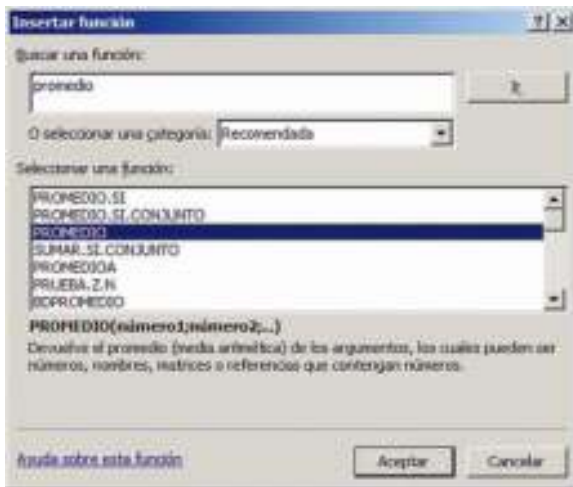 Insertar función
Buscar una función:
promedio
Ir
O seleccionar una categoría: Recomendada
Seleccionar una función:
PROMEDIO.SI
PROMEDIO.SI.CONJUNTO
PROMEDIO
SUMAR.SI.CONJUNTO
PROMEDIOA
PRUEBA.Z.N
BDPROMEDIO
PROMEDIO(número1;número2;...)
Devuelve el promedio (media aritmética) de los argumentos, los cuales pueden ser
números, nombres, matrices o referencias que contengan números.
Ayuda sobre esta función
Aceptar
Cancelar